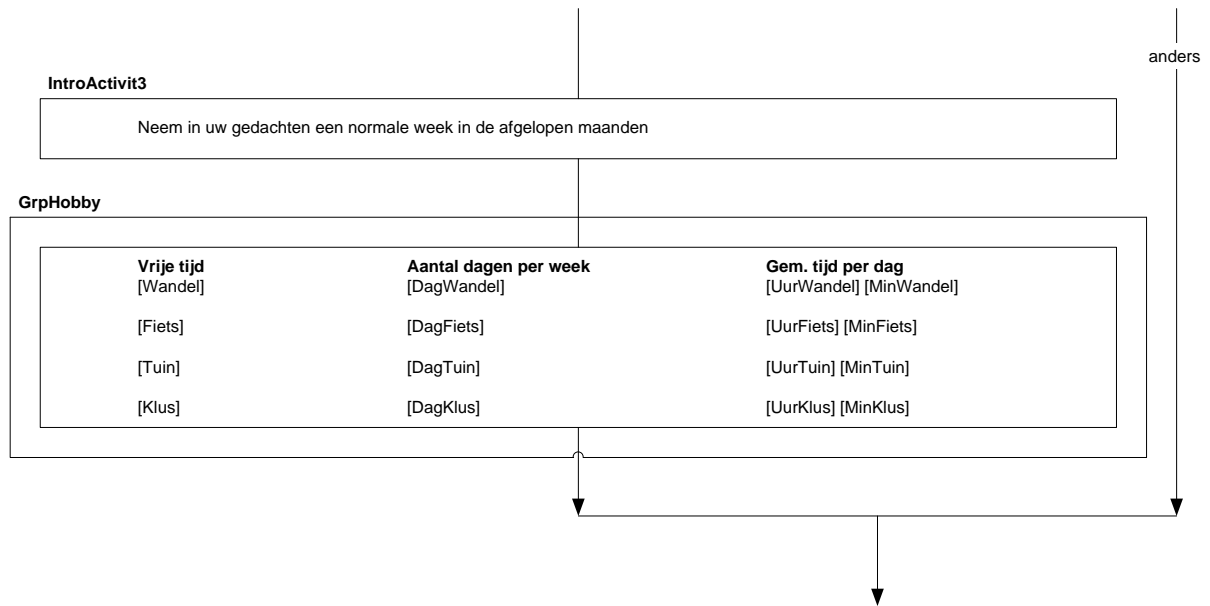 anders
IntroActivit3
Neem in uw gedachten een normale week in de afgelopen maanden
GrpHobby
Vrije tijd Aantal dagen per week Gem. tijd per dag
[Wandel] [DagWandel] [UurWandel] [MinWandel]
[Fiets] [DagFiets] [UurFiets] [MinFiets]
[Tuin] [DagTuin] [UurTuin] [MinTuin]
[Klus] [DagKlus] [UurKlus] [MinKlus]